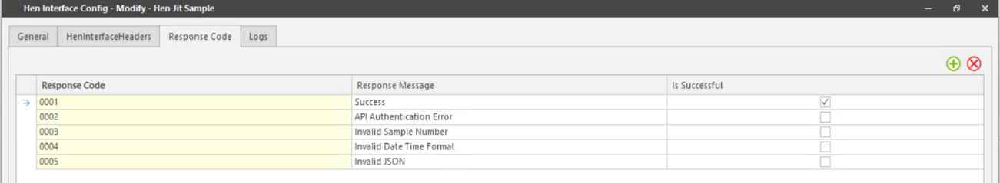 Hen Interface Config - Modify - Hen Jit Sample
General HenInterfaceHeaders Response Code Logs
Response Code Response Message Is Successful
0001 Success
0002 API Authentication Error
0003 Invalid Sample Number
0004 Invalid Date Time Format
0005 Invalid JSON